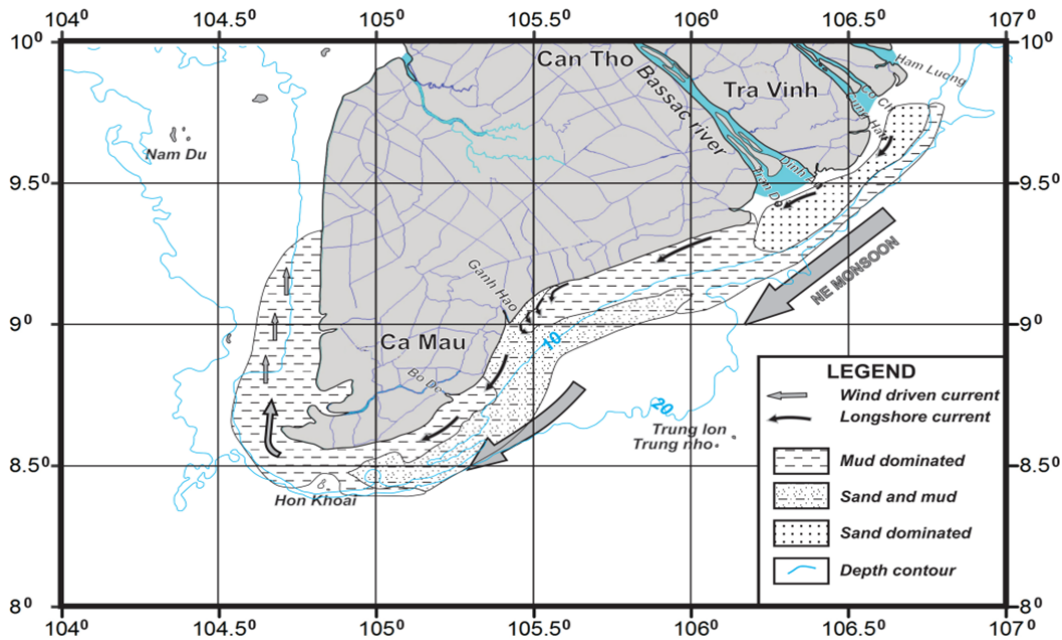 104⁰ 104.5⁰ 105⁰ 105.5⁰ 106⁰ 106.5⁰ 107⁰
10⁰ 10⁰
Can Tho
Ham Luong
Bassac river
Tra Vinh
Nam Du
9.5⁰ 9.5⁰
Ganh Hao
NE MONSOON
9⁰ 9⁰
10
Ca Mau
Bo De
20
Trung lon
Trung nho
8.5⁰ 8.5⁰
Hon Khoai
LEGEND
Wind driven current
Longshore current
Mud dominated
Sand and mud
Sand dominated
Depth contour
8⁰ 8⁰
104⁰ 104.5⁰ 105⁰ 105.5⁰ 106⁰ 106.5⁰ 107⁰